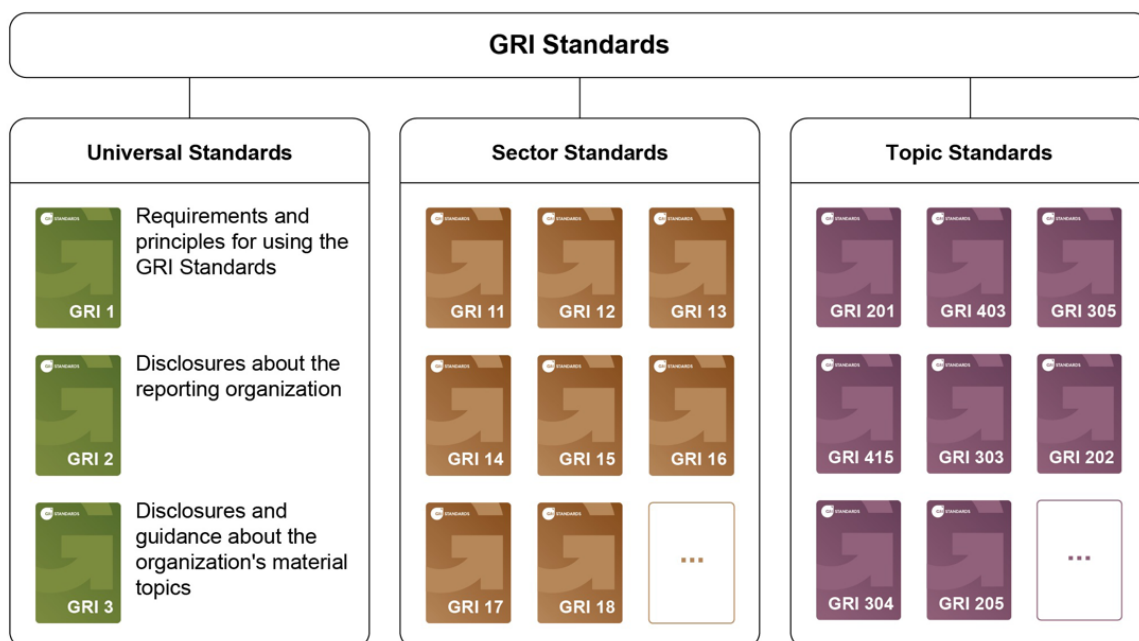 GRI Standards
Universal Standards
Requirements and
principles for using the
GRI Standards
GRI 1
Disclosures about the
reporting organization
GRI 2
Disclosures and
guidance about the
organization's material
topics
GRI 3
Sector Standards
GRI 11 GRI 12 GRI 13
GRI 14 GRI 15 GRI 16
GRI 17 GRI 18 ...
Topic Standards
GRI 201 GRI 403 GRI 305
GRI 415 GRI 303 GRI 202
GRI 304 GRI 205 ...